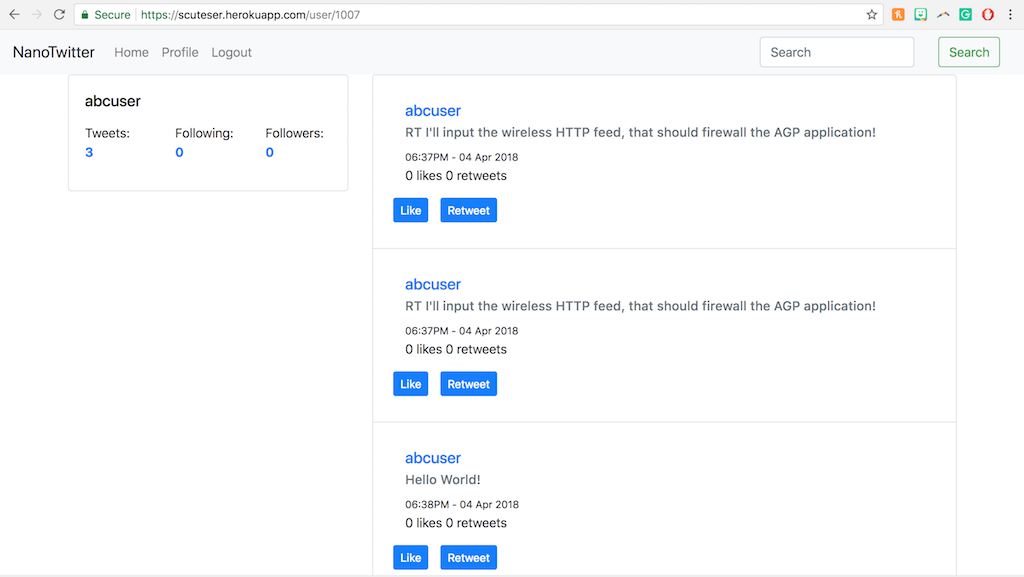 Secure https://scuteser.herokuapp.com/user/1007
NanoTwitter Home Profile Logout Search Search
abcuser
Tweets: Following: Followers:
3 0 0
abcuser
RT I'll input the wireless HTTP feed, that should firewall the AGP application!
06:37PM - 04 Apr 2018
0 likes 0 retweets
Like Retweet
abcuser
RT I'll input the wireless HTTP feed, that should firewall the AGP application!
06:37PM - 04 Apr 2018
0 likes 0 retweets
Like Retweet
abcuser
Hello World!
06:38PM - 04 Apr 2018
0 likes 0 retweets
Like Retweet